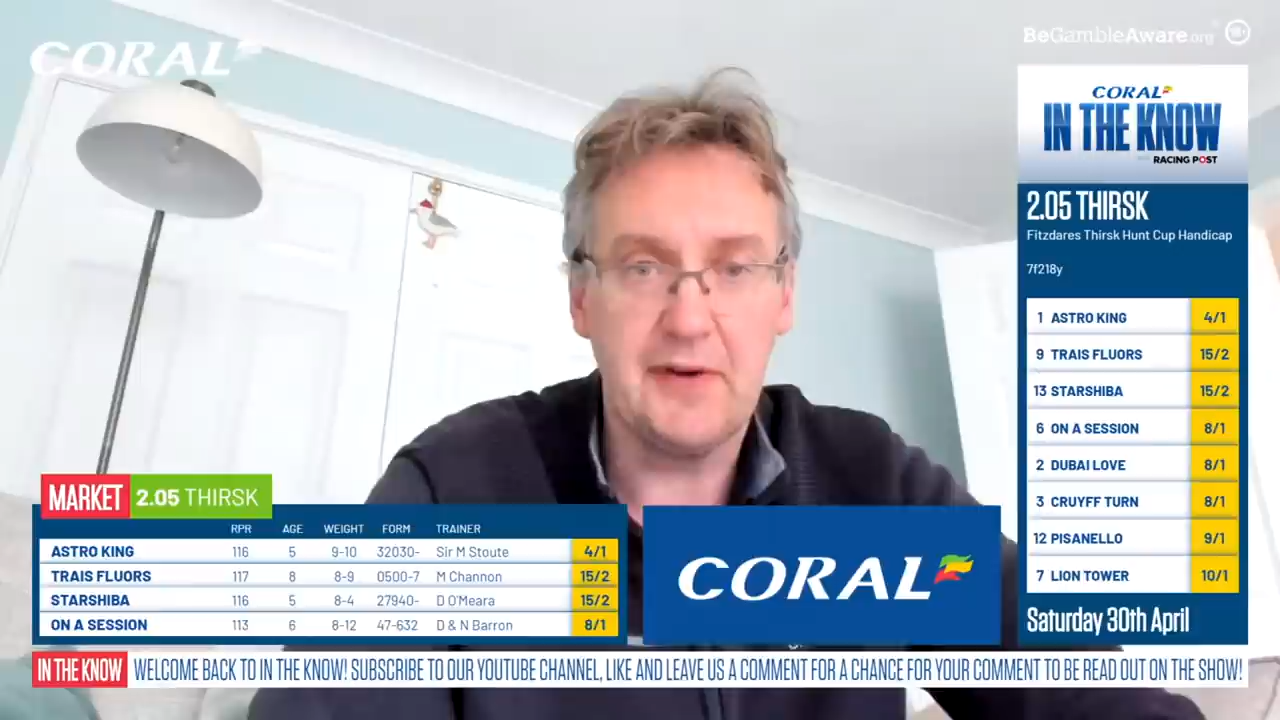 CORAL
BeGambleAware.org 18+
CORAL
IN THE KNOW
RACING POST
2.05 THIRSK
Fitzdares Thirsk Hunt Cup Handicap
7f218y
1 ASTRO KING 4/1
9 TRAIS FLUORS 15/2
13 STARSHIBA 15/2
6 ON A SESSION 8/1
2 DUBAI LOVE 8/1
3 CRUYFF TURN 8/1
12 PISANELLO 9/1
7 LION TOWER 10/1
Saturday 30th April
MARKET 2.05 THIRSK
RPR AGE WEIGHT FORM TRAINER
ASTRO KING 116 5 9-10 32030- Sir M Stoute 4/1
TRAIS FLUORS 117 8 8-9 0500-7 M Channon 15/2
STARSHIBA 116 5 8-4 27940- D O'Meara 15/2
ON A SESSION 113 6 8-12 47-632 D & N Barron 8/1
CORAL
IN THE KNOW WELCOME BACK TO IN THE KNOW! SUBSCRIBE TO OUR YOUTUBE CHANNEL, LIKE AND LEAVE US A COMMENT FOR A CHANCE FOR YOUR COMMENT TO BE READ OUT ON THE SHOW!